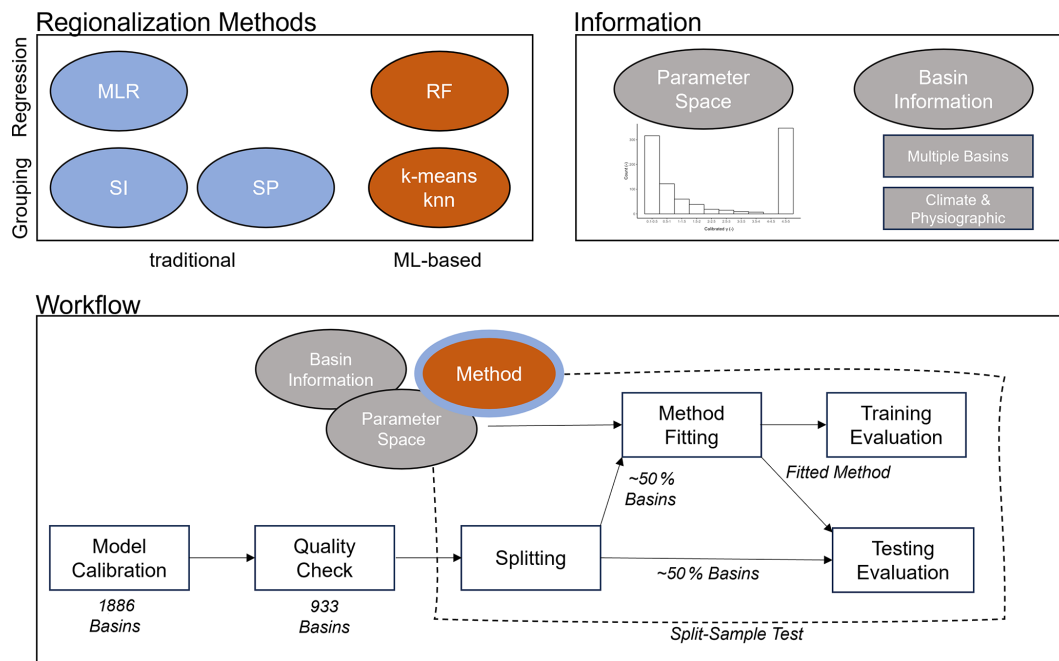 Regionalization Methods
Regression
Grouping
MLR
RF
SI
SP
k-means
knn
traditional
ML-based
Information
Parameter
Space
Basin
Information
Multiple Basins
Climate &
Physiographic
Count (-)
Calibrated γ (-)
Workflow
Basin
Information
Method
Parameter
Space
Method
Fitting
Training
Evaluation
~50 %
Basins
Fitted Method
Model
Calibration
Quality
Check
Splitting
~50 % Basins
Testing
Evaluation
1886
Basins
933
Basins
Split-Sample Test